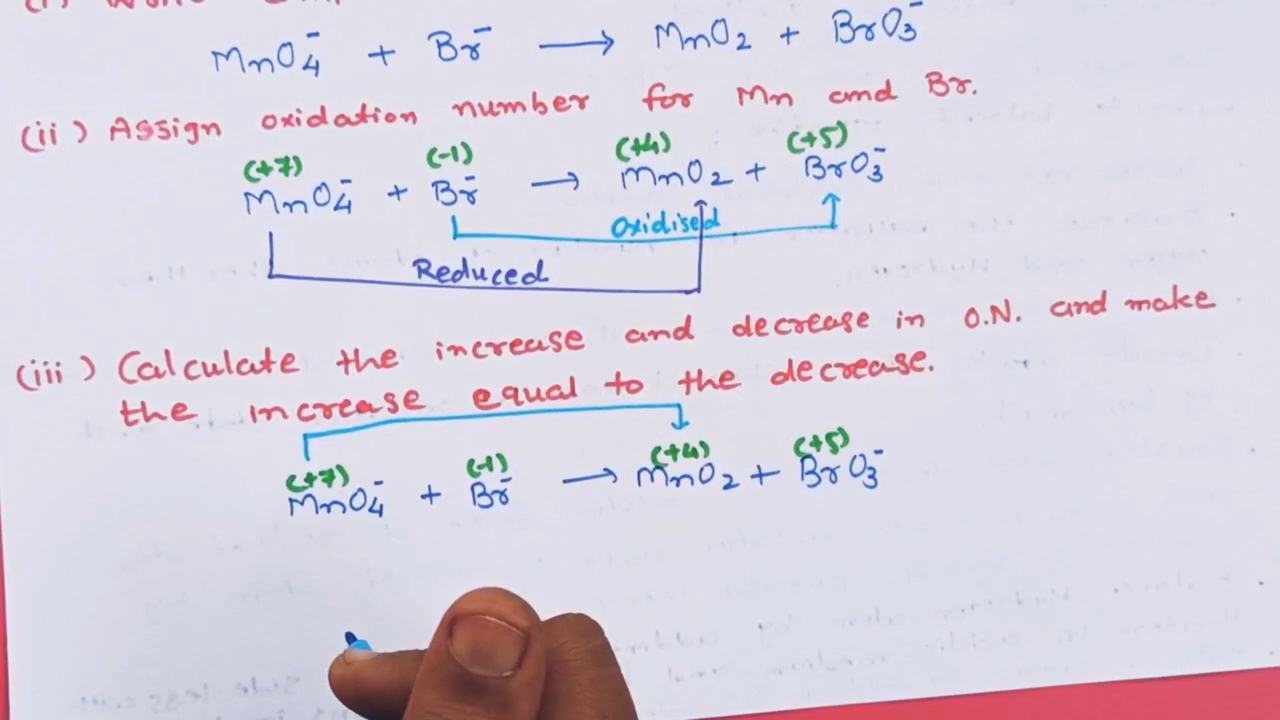 MnO₄⁻ + Br⁻ → MnO₂ + BrO₃⁻
(ii) Assign oxidation number for Mn and Br.
(+7) (-1) (+4) (+5)
MnO₄⁻ + Br⁻ → MnO₂ + BrO₃⁻
Oxidised
Reduced
(iii) Calculate the increase and decrease in O.N. and make
the increase equal to the decrease.
(+7) (-1) (+4) (+5)
MnO₄⁻ + Br⁻ → MnO₂ + BrO₃⁻